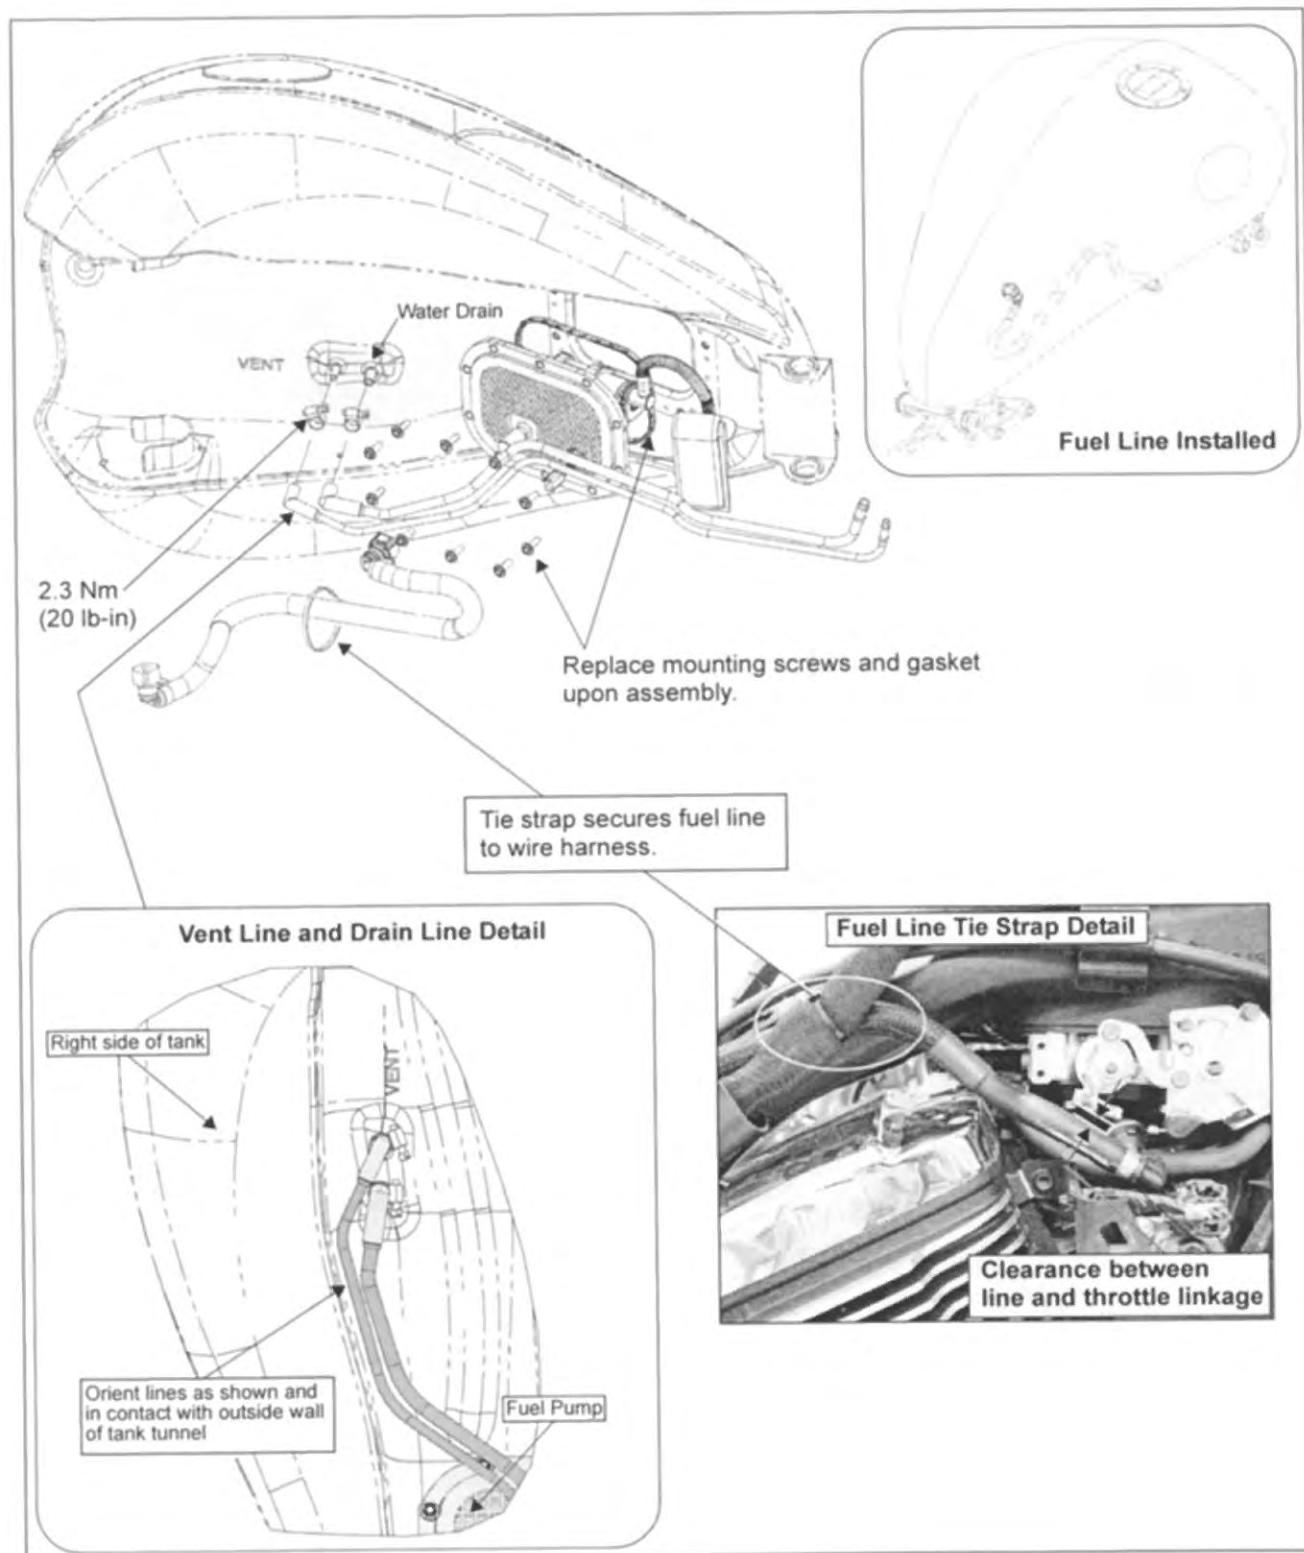 Fuel Line Installed
Water Drain
VENT
2.3 Nm
(20 lb-in)
Replace mounting screws and gasket
upon assembly.
Tie strap secures fuel line
to wire harness.
Vent Line and Drain Line Detail
Right side of tank
VENT
Orient lines as shown and
in contact with outside wall
of tank tunnel
Fuel Pump
Fuel Line Tie Strap Detail
Clearance between
line and throttle linkage